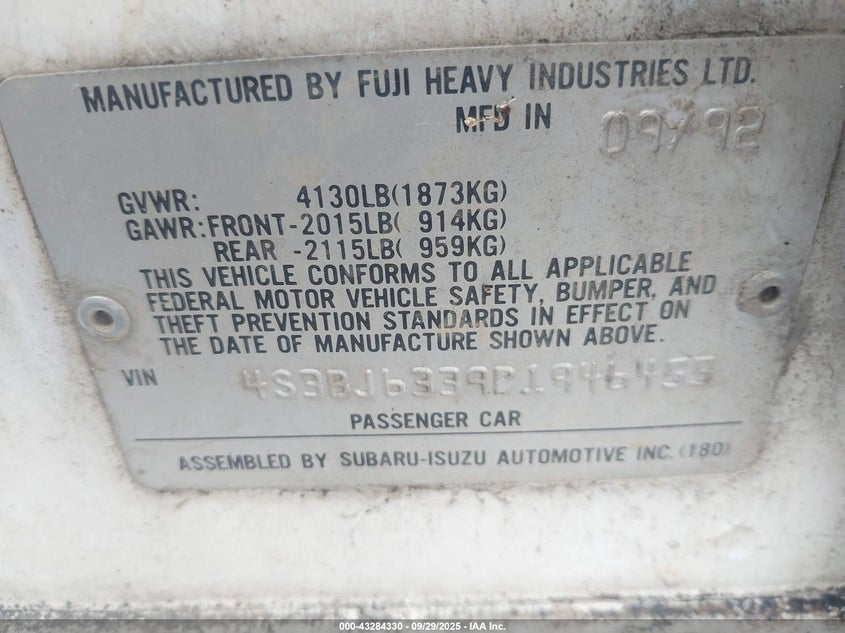 MANUFACTURED BY FUJI HEAVY INDUSTRIES LTD.
MFD IN 09/92
GVWR: 4130LB(1873KG)
GAWR:FRONT-2015LB( 914KG)
REAR -2115LB( 959KG)
THIS VEHICLE CONFORMS TO ALL APPLICABLE
FEDERAL MOTOR VEHICLE SAFETY, BUMPER, AND
THEFT PREVENTION STANDARDS IN EFFECT ON
THE DATE OF MANUFACTURE SHOWN ABOVE.
VIN 4S3BJ6339P1946455
PASSENGER CAR
ASSEMBLED BY SUBARU-ISUZU AUTOMOTIVE INC.(180)
000-43284330 - 09/29/2025 - IAA Inc.